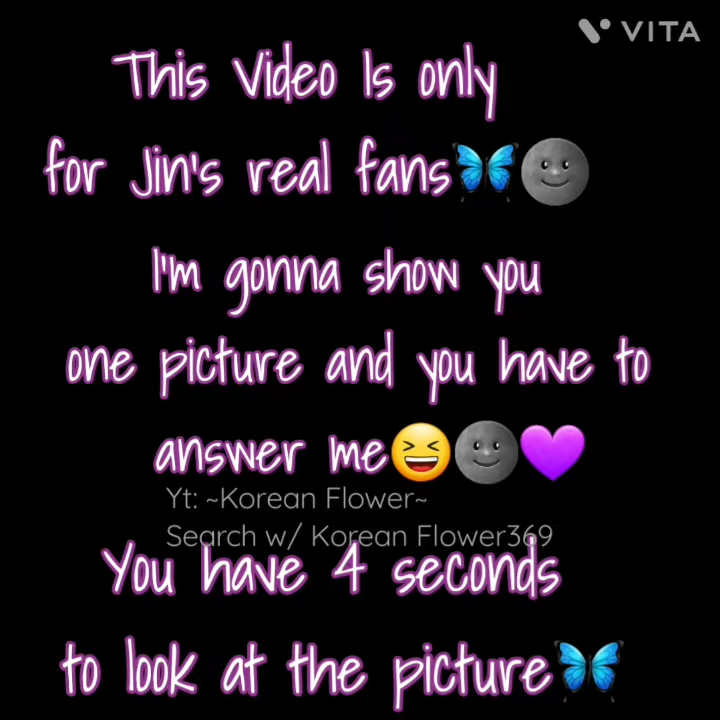 VITA
This Video Is only
for Jin's real fans🦋🌚
I'm gonna show you
one picture and you have to
answer me😆🌚💜
Yt: ~Korean Flower~
Search w/ Korean Flower369
You have 4 seconds
to look at the picture🦋